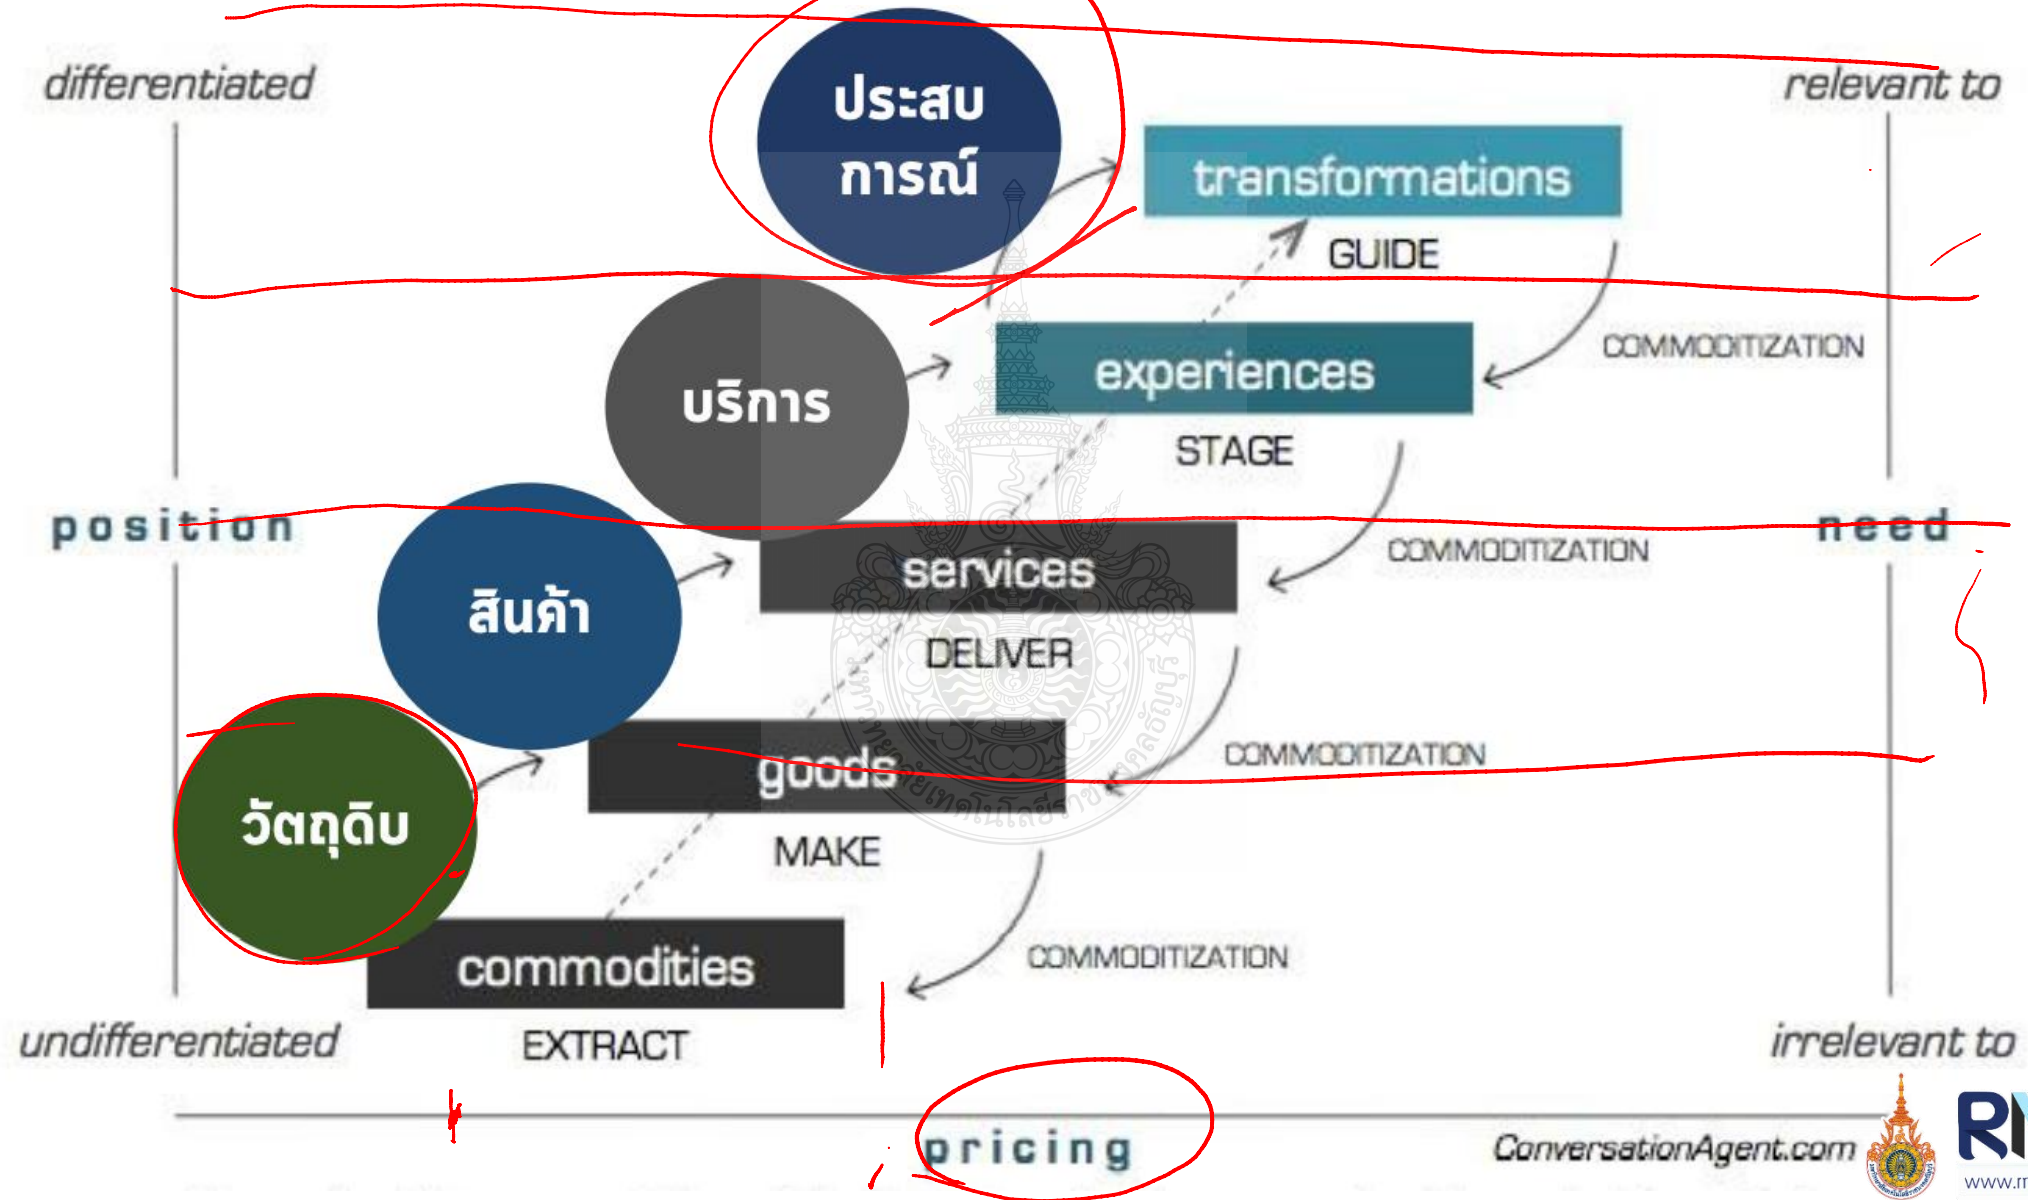 differentiated
relevant to
ประสบ
การณ์
transformations
GUIDE
COMMODITIZATION
experiences
บริการ
STAGE
position
need
COMMODITIZATION
services
สินค้า
DELIVER
COMMODITIZATION
goods
วัตถุดิบ
MAKE
COMMODITIZATION
commodities
undifferentiated
EXTRACT
irrelevant to
pricing
ConversationAgent.com